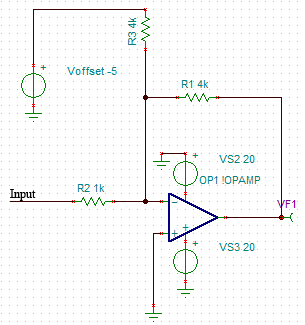 R3 4k
+
Voffset -5
+
R1 4k
VS2 20
+
OP1 !OPAMP
Input
R2 1k
VF1
VS3 20
+